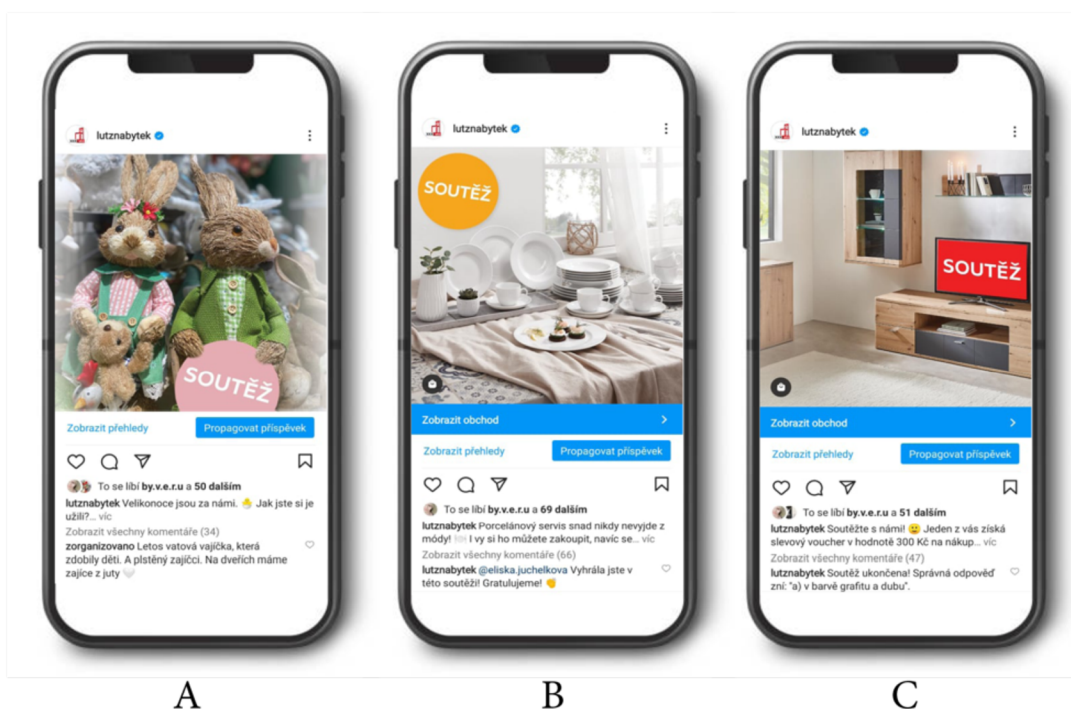 lutznabytek
SOUTĚŽ
Zobrazit přehledy
Propagovat příspěvek
To se líbí by.v.e.r.u a 50 dalším
lutznabytek Velikonoce jsou za námi. 🐣 Jak jste si je
užili?... víc
Zobrazit všechny komentáře (34)
zorganizovano Letos vatová vajíčka, která
zdobily děti. A plstěný zajíčci. Na dveřích máme
zajíce z juty 🤍
A
lutznabytek
SOUTĚŽ
Zobrazit obchod
Zobrazit přehledy
Propagovat příspěvek
To se líbí by.v.e.r.u a 69 dalším
lutznabytek Porcelánový servis snad nikdy nevyjde z
módy! 🍽 I vy si ho můžete zakoupit, navíc se... víc
Zobrazit všechny komentáře (66)
lutznabytek @eliska.juchelkova Vyhrála jste v
této soutěži! Gratulujeme! 👏
B
lutznabytek
SOUTĚŽ
Zobrazit obchod
Zobrazit přehledy
Propagovat příspěvek
To se líbí by.v.e.r.u a 51 dalším
lutznabytek Soutěžte s námi! 🙂 Jeden z vás získá
slevový voucher v hodnotě 300 Kč na nákup... víc
Zobrazit všechny komentáře (47)
lutznabytek Soutěž ukončena! Správná odpověď
zní: "a) v barvě grafitu a dubu".
C